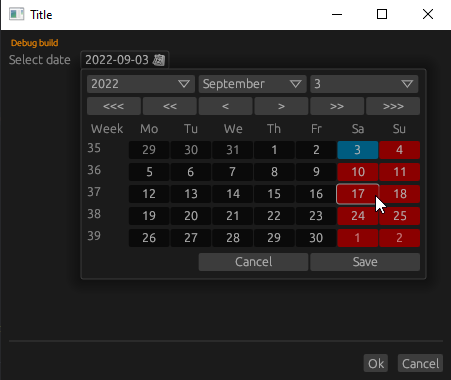 Title
Debug build
Select date 2022-09-03
2022 September 3
<<< << < > >> >>>
Week Mo Tu We Th Fr Sa Su
35 29 30 31 1 2 3 4
36 5 6 7 8 9 10 11
37 12 13 14 15 16 17 18
38 19 20 21 22 23 24 25
39 26 27 28 29 30 1 2
Cancel Save
Ok Cancel